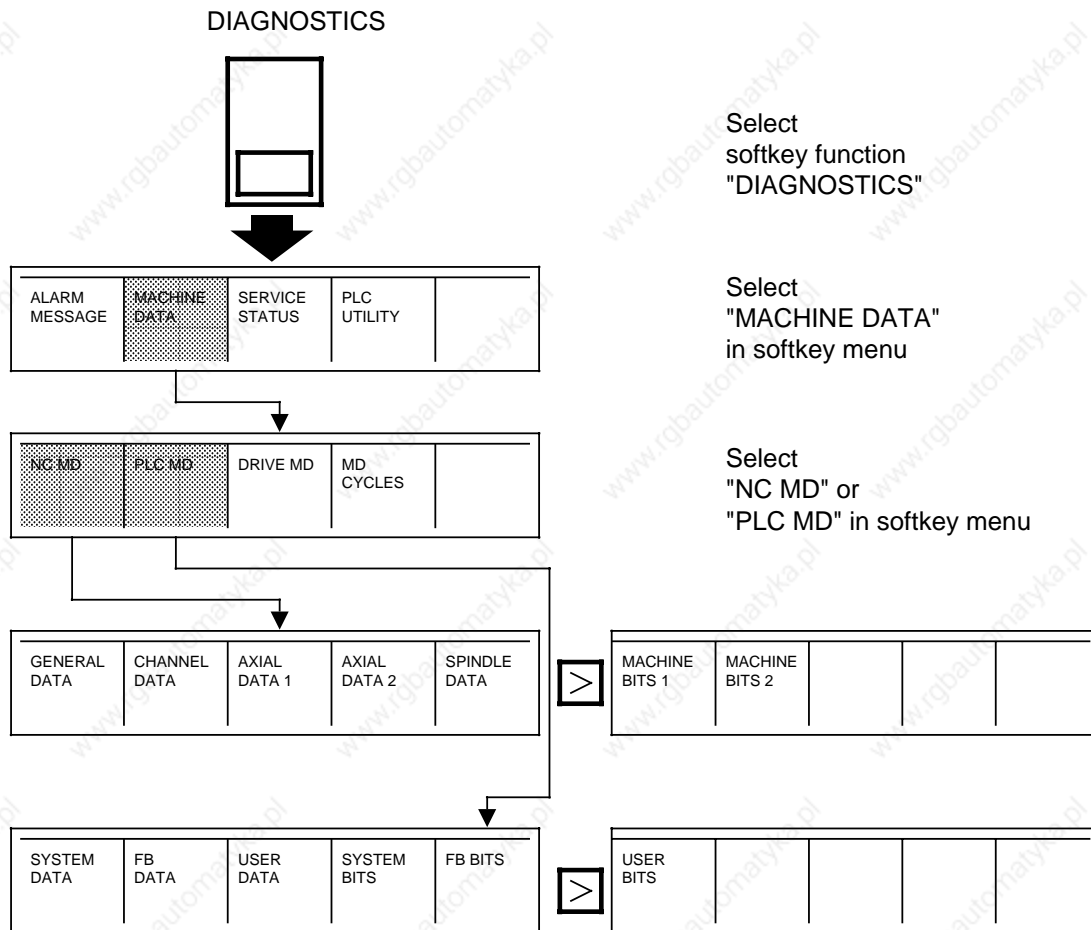 DIAGNOSTICS
Select
softkey function
"DIAGNOSTICS"
ALARM
MESSAGE
MACHINE
DATA
SERVICE
STATUS
PLC
UTILITY
Select
"MACHINE DATA"
in softkey menu
NC MD
PLC MD
DRIVE MD
MD
CYCLES
Select
"NC MD" or
"PLC MD" in softkey menu
GENERAL
DATA
CHANNEL
DATA
AXIAL
DATA 1
AXIAL
DATA 2
SPINDLE
DATA
>
MACHINE
BITS 1
MACHINE
BITS 2
SYSTEM
DATA
FB
DATA
USER
DATA
SYSTEM
BITS
FB BITS
>
USER
BITS
www.rgbautomatyka.pl